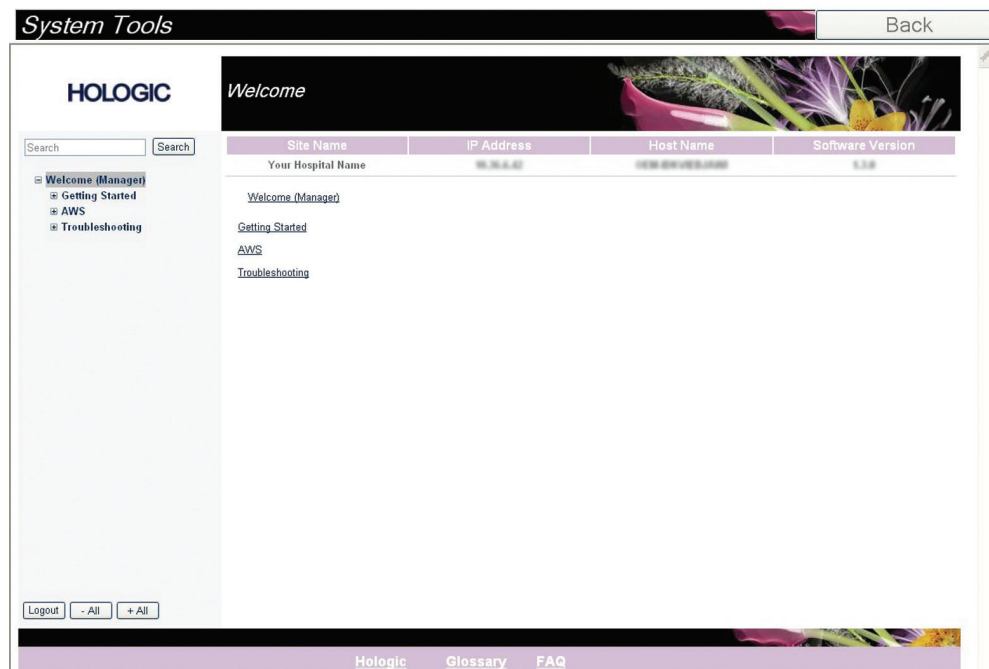 System Tools
Back
HOLOGIC
Welcome
Search Search
Site Name IP Address Host Name Software Version
Your Hospital Name
Welcome (Manager)
Getting Started
AWS
Troubleshooting
Welcome (Manager)
Getting Started
AWS
Troubleshooting
Logout - All + All
Hologic Glossary FAQ